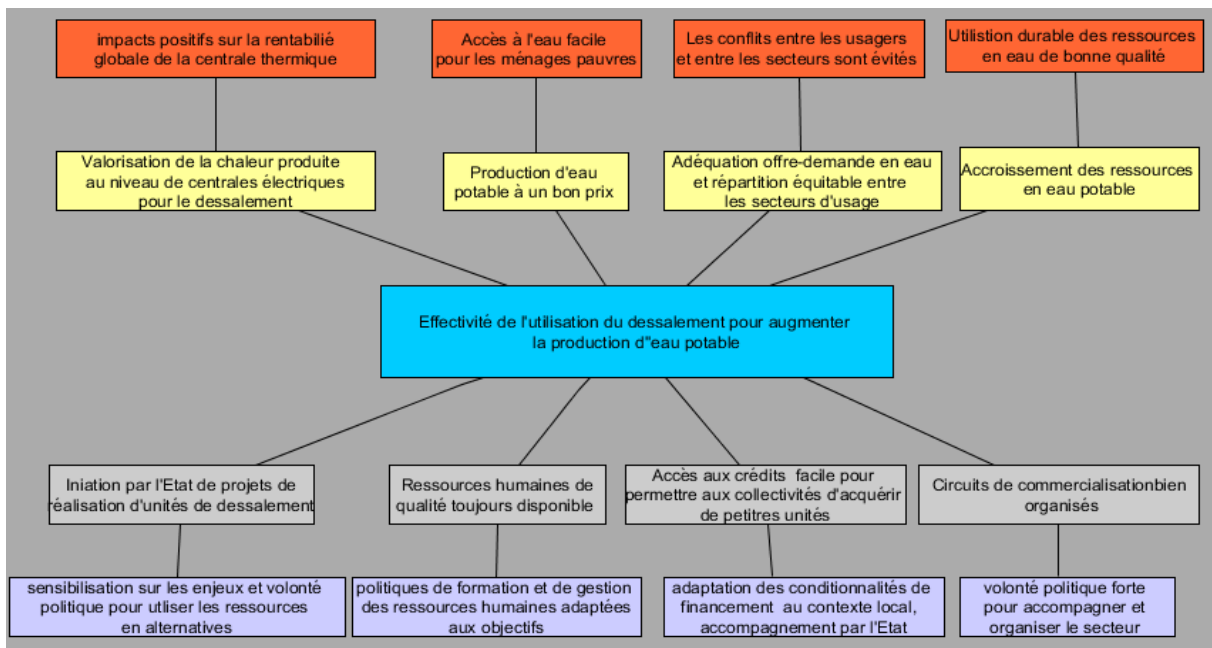 impacts positifs sur la rentabilié
globale de la centrale thermique
Accès à l'eau facile
pour les ménages pauvres
Les conflits entre les usagers
et entre les secteurs sont évités
Utilistion durable des ressources
en eau de bonne qualité
Valorisation de la chaleur produite
au niveau de centrales électriques
pour le dessalement
Production d'eau
potable à un bon prix
Adéquation offre-demande en eau
et répartition équitable entre
les secteurs d'usage
Accroissement des ressources
en eau potable
Effectivité de l'utilisation du dessalement pour augmenter
la production d''eau potable
Iniation par l'Etat de projets de
réalisation d'unités de dessalement
Ressources humaines de
qualité toujours disponible
Accès aux crédits facile pour
permettre aux collectivités d'acquérir
de petitres unités
Circuits de commercialisationbien
organisés
sensibilisation sur les enjeux et volonté
politique pour utliser les ressources
en alternatives
politiques de formation et de gestion
des ressources humaines adaptées
aux objectifs
adaptation des conditionnalités de
financement au contexte local,
accompagnement par l'Etat
volonté politique forte
pour accompagner et
organiser le secteur